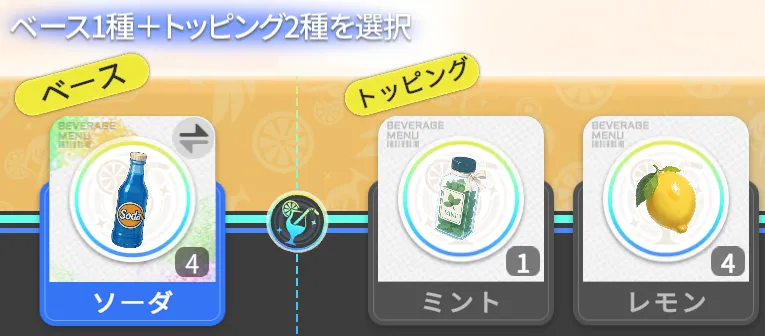 ベース1種＋トッピング2種を選択
ベース
トッピング
BEVERAGE
MENU
BEVERAGE
MENU
BEVERAGE
MENU
Soda
4
1
4
ソーダ
ミント
レモン